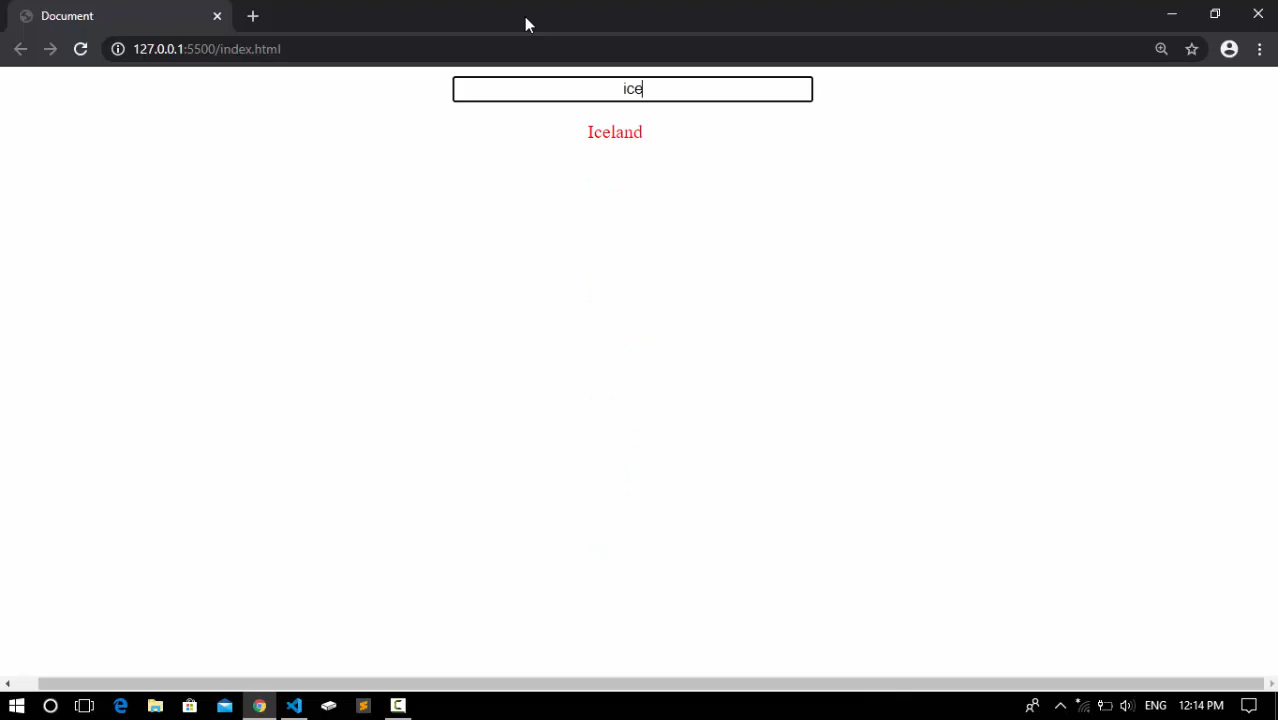 Document
127.0.0.1:5500/index.html
ice
Iceland
ENG
12:14 PM